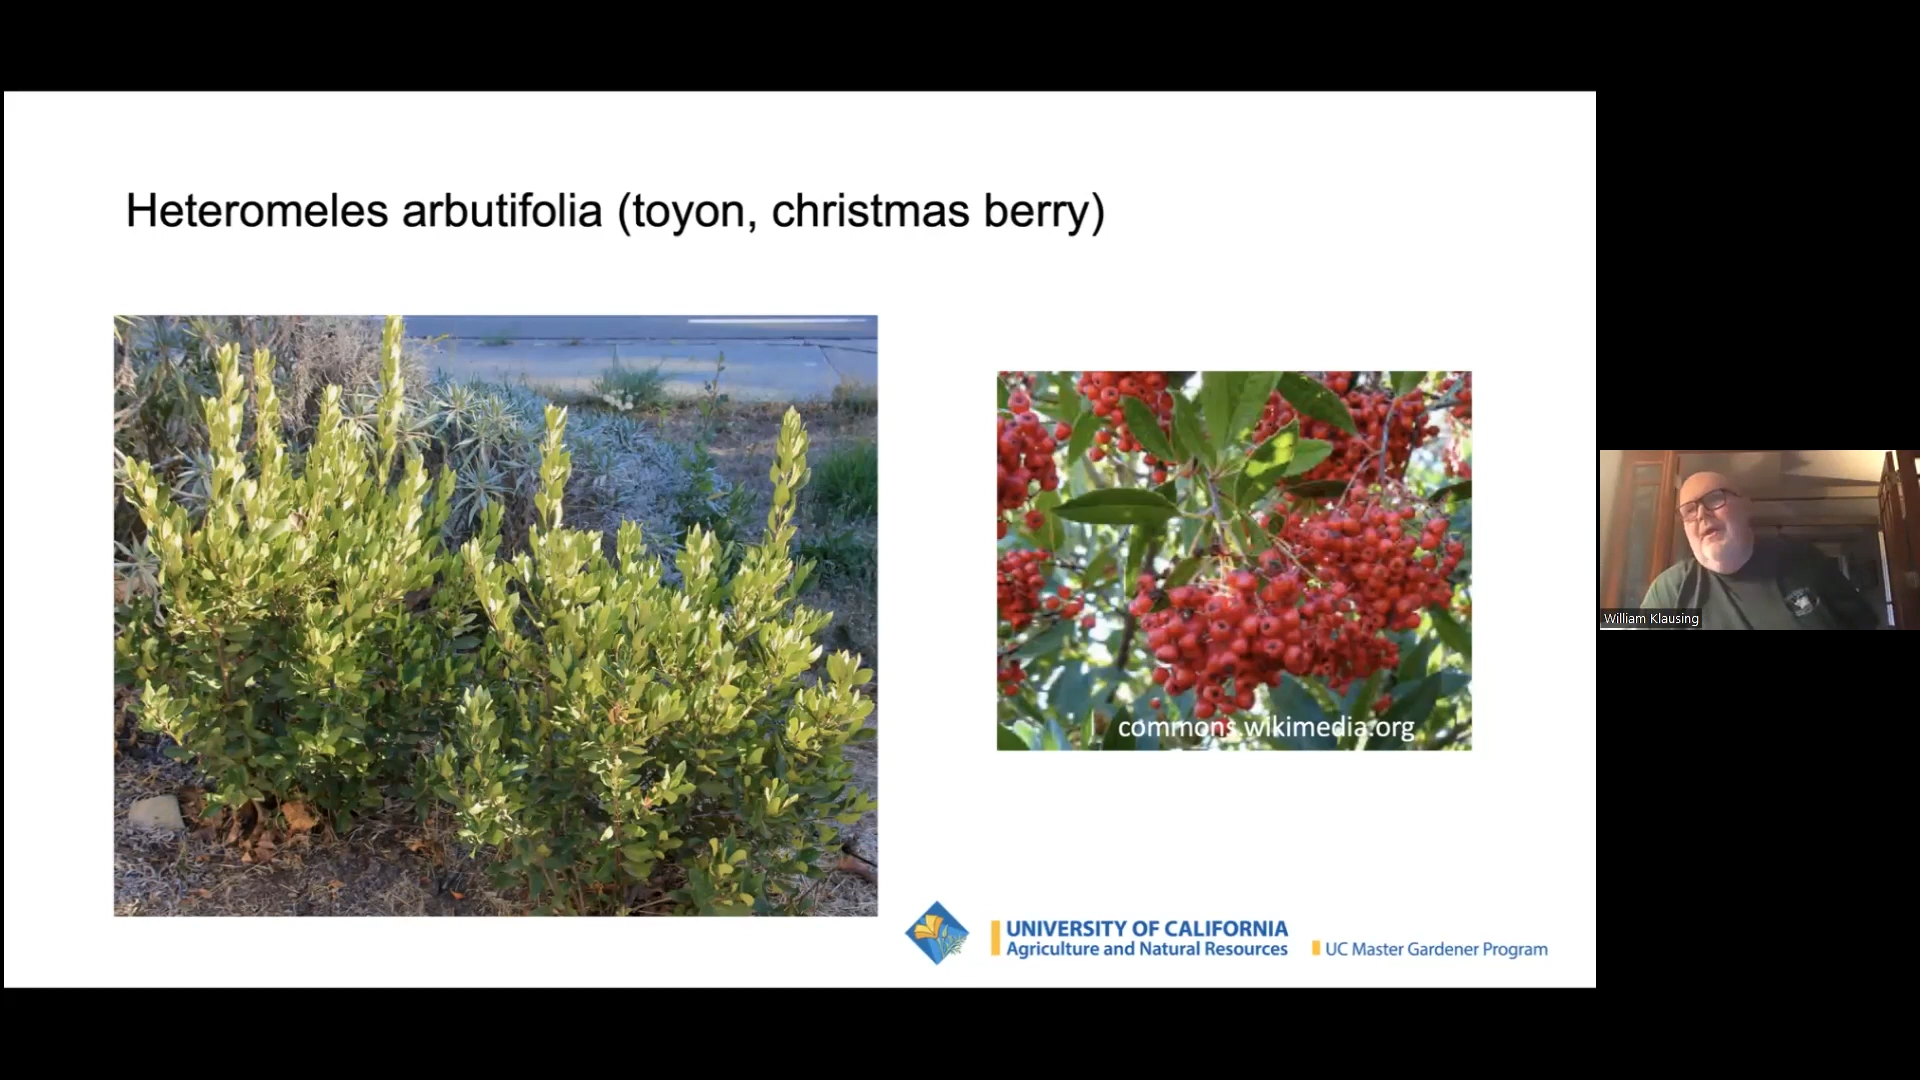 Heteromeles arbutifolia (toyon, christmas berry)
commons.wikimedia.org
UNIVERSITY OF CALIFORNIA
Agriculture and Natural Resources
UC Master Gardener Program
William Klausing